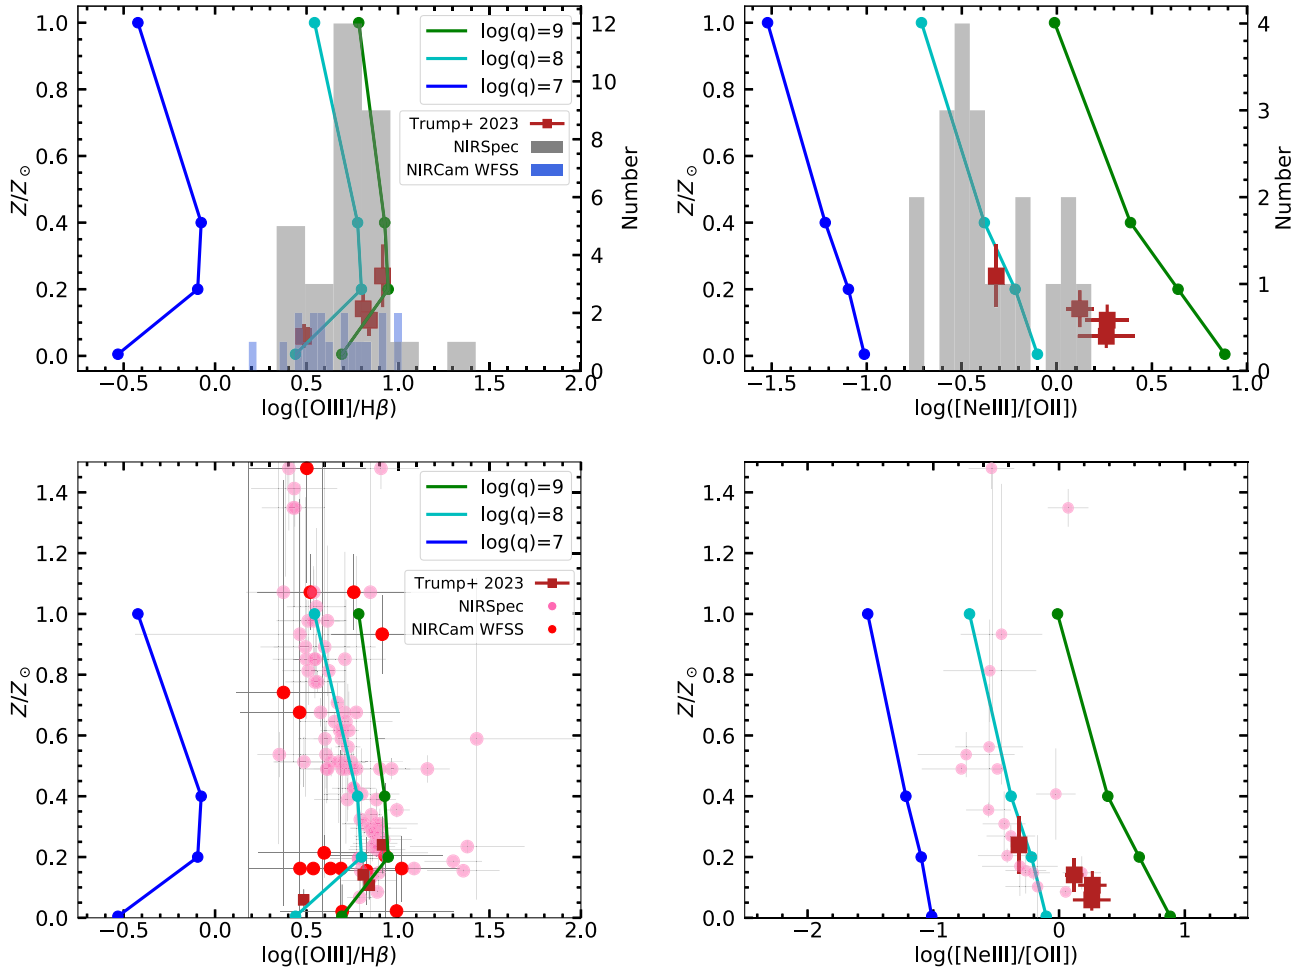 1.0
0.8
0.6
0.4
0.2
0.0
Z/Z⊙
−0.5
0.0
0.5
1.0
1.5
2.0
log([OIII]/Hβ)
12
10
8
6
4
2
0
Number
log(q)=9
log(q)=8
log(q)=7
Trump+ 2023
NIRSpec
NIRCam WFSS
1.0
0.8
0.6
0.4
0.2
0.0
Z/Z⊙
−1.5
−1.0
−0.5
0.0
0.5
1.0
log([NeIII]/[OII])
4
3
2
1
0
Number
1.4
1.2
1.0
0.8
0.6
0.4
0.2
0.0
Z/Z⊙
−0.5
0.0
0.5
1.0
1.5
2.0
log([OIII]/Hβ)
log(q)=9
log(q)=8
log(q)=7
Trump+ 2023
NIRSpec
NIRCam WFSS
1.4
1.2
1.0
0.8
0.6
0.4
0.2
0.0
Z/Z⊙
−2
−1
0
1
log([NeIII]/[OII])